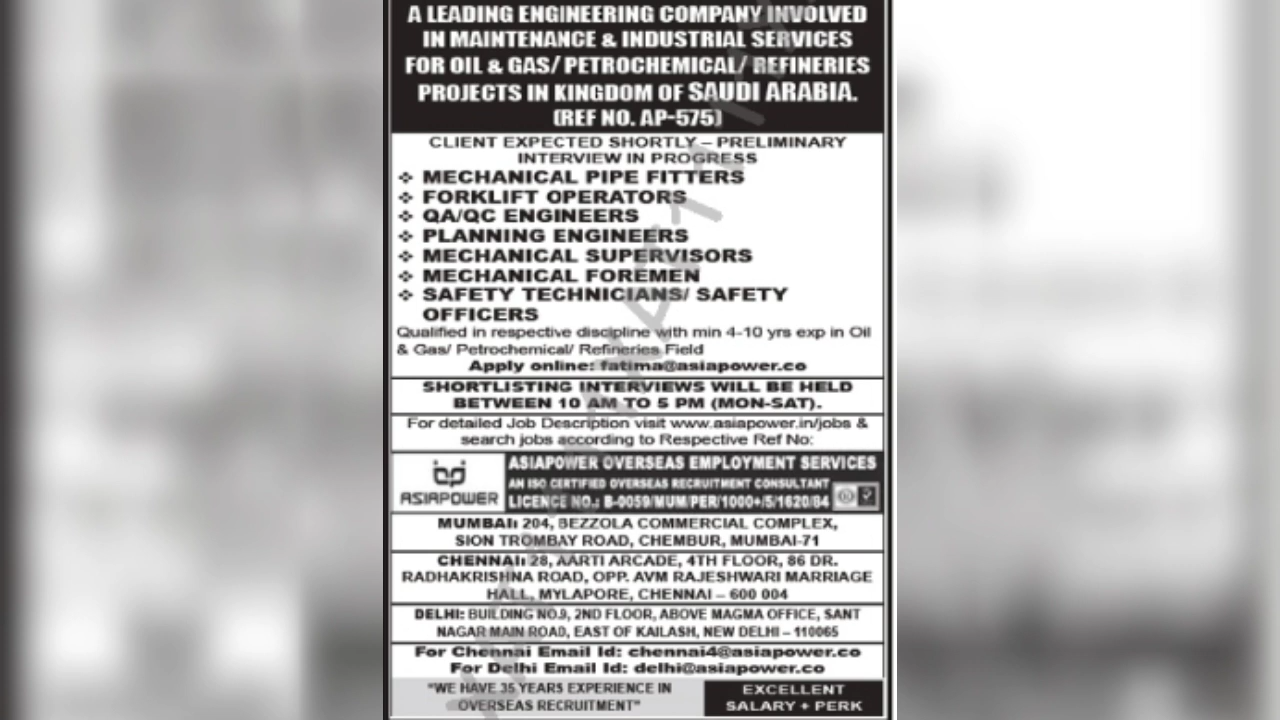 A LEADING ENGINEERING COMPANY INVOLVED
IN MAINTENANCE & INDUSTRIAL SERVICES
FOR OIL & GAS/ PETROCHEMICAL/ REFINERIES
PROJECTS IN KINGDOM OF SAUDI ARABIA.
(REF NO. AP-575)
CLIENT EXPECTED SHORTLY – PRELIMINARY
INTERVIEW IN PROGRESS
❖ MECHANICAL PIPE FITTERS
❖ FORKLIFT OPERATORS
❖ QA/QC ENGINEERS
❖ PLANNING ENGINEERS
❖ MECHANICAL SUPERVISORS
❖ MECHANICAL FOREMEN
❖ SAFETY TECHNICIANS/ SAFETY
OFFICERS
Qualified in respective discipline with min 4-10 yrs exp in Oil
& Gas/ Petrochemical/ Refineries Field
Apply online: fatima@asiapower.co
SHORTLISTING INTERVIEWS WILL BE HELD
BETWEEN 10 AM TO 5 PM (MON-SAT).
For detailed Job Description visit www.asiapower.in/jobs &
search jobs according to Respective Ref No:
ASIAPOWER
ASIAPOWER OVERSEAS EMPLOYMENT SERVICES
AN ISO CERTIFIED OVERSEAS RECRUITMENT CONSULTANT
LICENCE NO.: B-0059/MUM/PER/1000+/5/1620/84
MUMBAI: 204, BEZZOLA COMMERCIAL COMPLEX,
SION TROMBAY ROAD, CHEMBUR, MUMBAI-71
CHENNAI: 28, AARTI ARCADE, 4TH FLOOR, 86 DR.
RADHAKRISHNA ROAD, OPP. AVM RAJESHWARI MARRIAGE
HALL, MYLAPORE, CHENNAI – 600 004
DELHI: BUILDING NO.9, 2ND FLOOR, ABOVE MAGMA OFFICE, SANT
NAGAR MAIN ROAD, EAST OF KAILASH, NEW DELHI – 110065
For Chennai Email Id: chennai4@asiapower.co
For Delhi Email Id: delhi@asiapower.co
"WE HAVE 35 YEARS EXPERIENCE IN
OVERSEAS RECRUITMENT"
EXCELLENT
SALARY + PERK